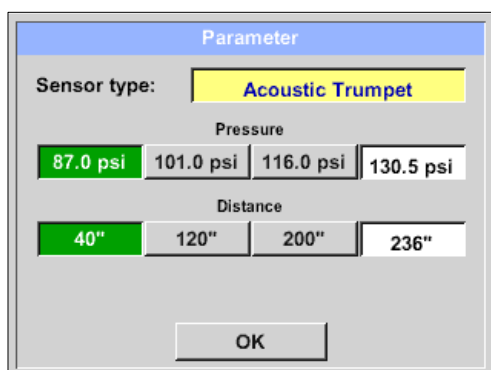 Parameter
Sensor type: Acoustic Trumpet
Pressure
87.0 psi 101.0 psi 116.0 psi 130.5 psi
Distance
40" 120" 200" 236"
OK